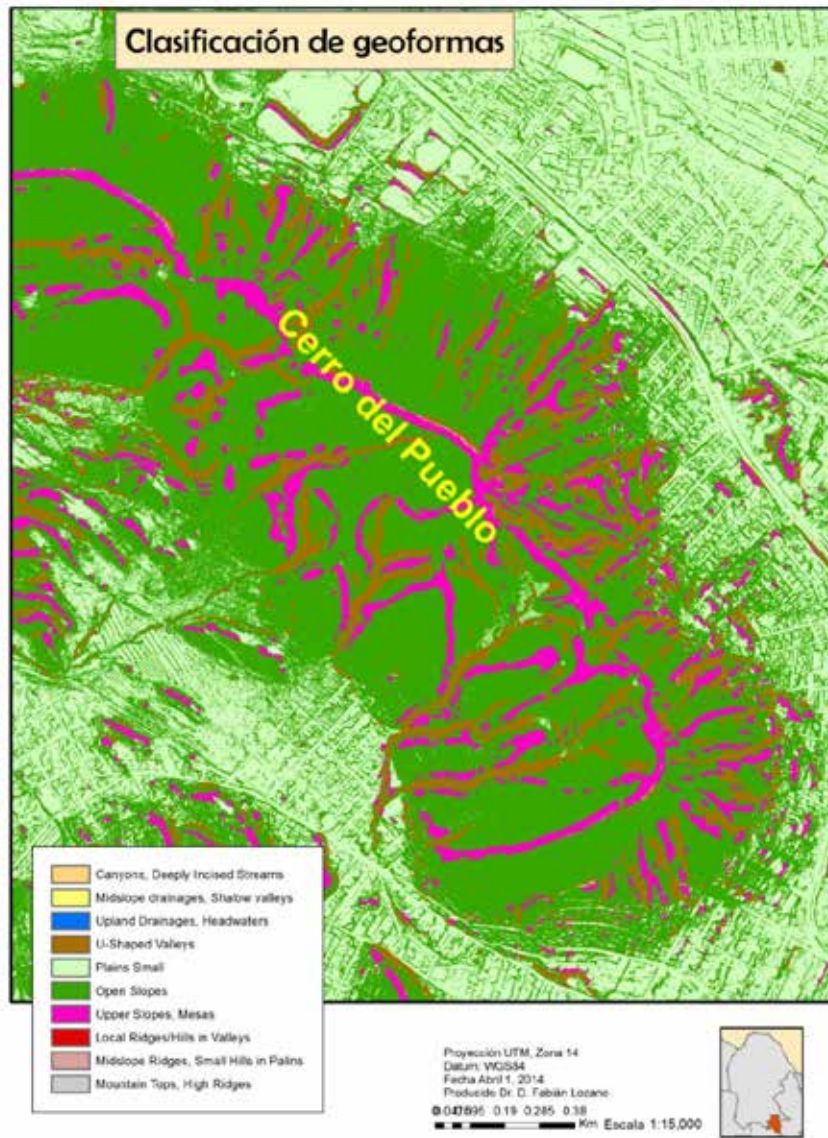 Clasificación de geoformas
Cerro del Pueblo
Canyons, Deeply Incised Streams
Midslope drainages, Shalow valleys
Upland Drainages, Headwaters
U-Shaped Valleys
Plains Small
Open Slopes
Upper Slopes, Mesas
Local Ridges/Hills in Valleys
Midslope Ridges, Small Hills in Palins
Mountain Tops, High Ridges
Proyección UTM, Zona 14
Datum: WGS84
Fecha Abril 1, 2014
Producido Dr. D. Fabián Lozano
0.19 0.285 0.38
Km Escala 1:15,000